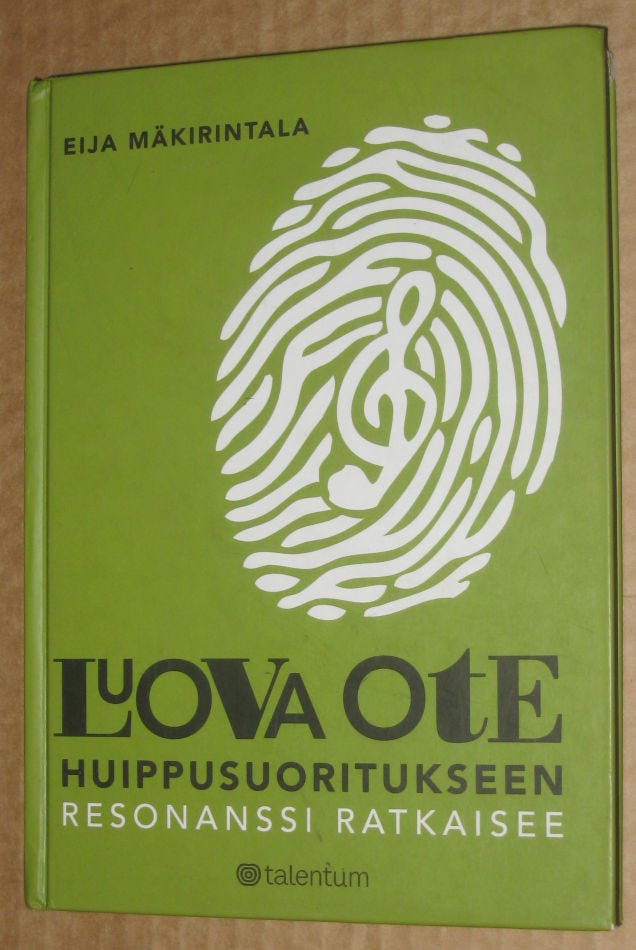 EIJA MÄKIRINTALA
LUOVA OtE
HUIPPUSUORITUKSEEN
RESONANSSI RATKAISEE
talentum